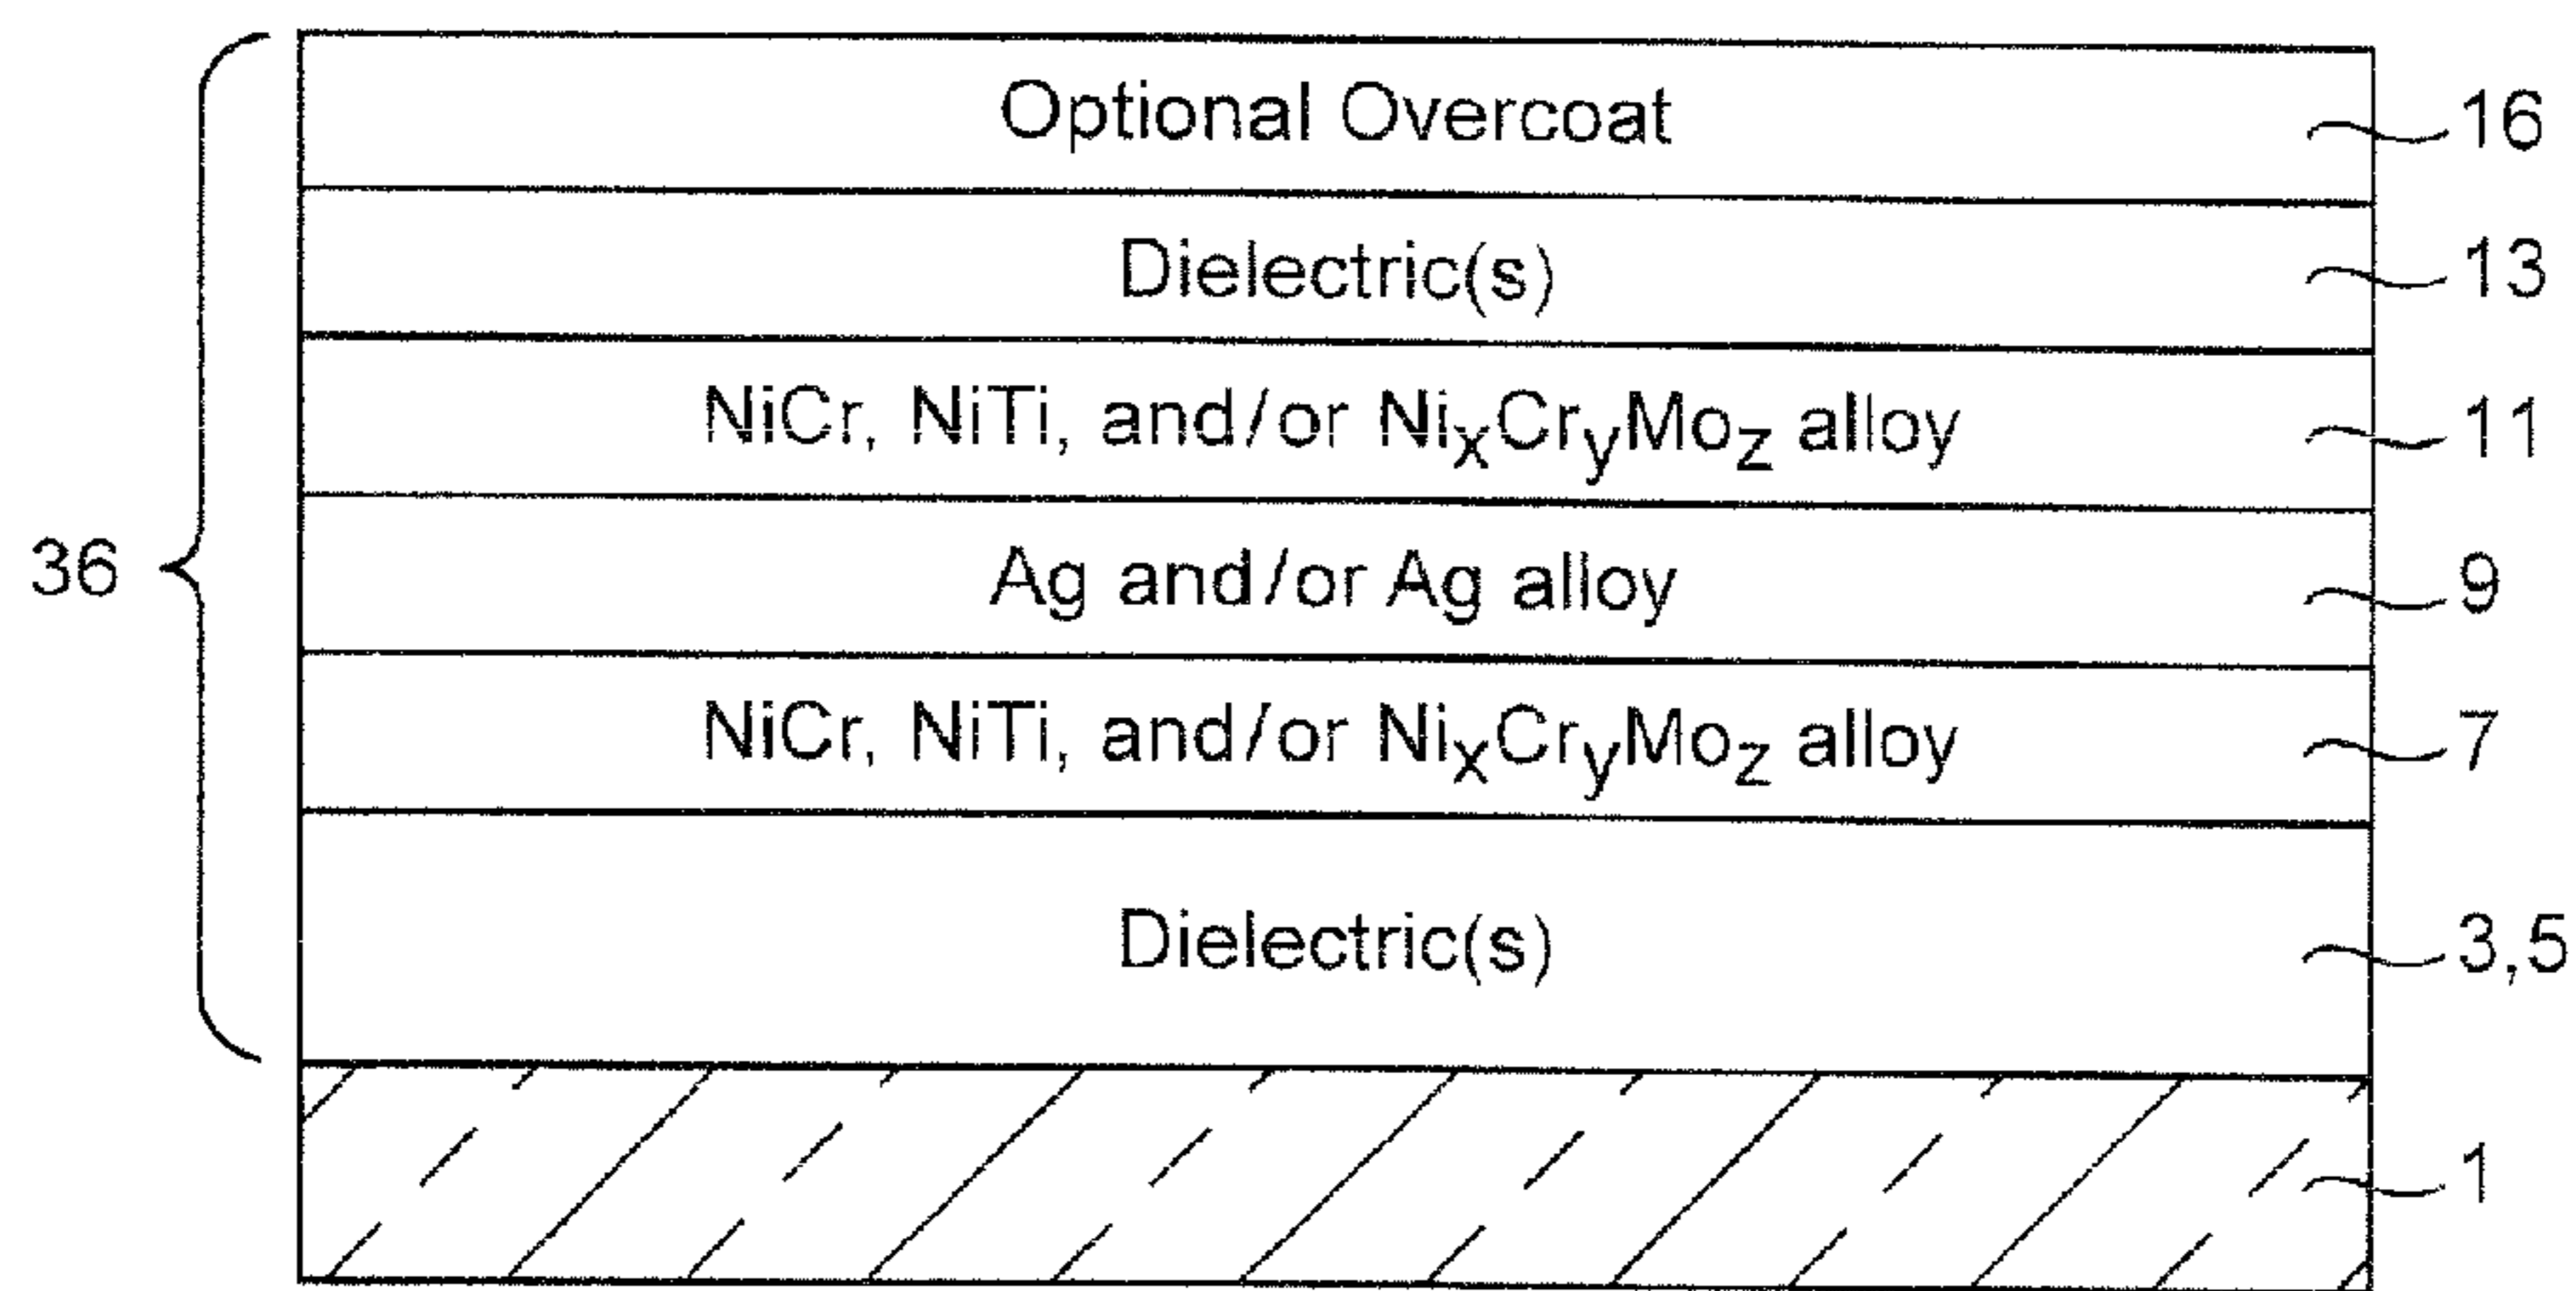 Optional Overcoat 16
Dielectric(s) 13
NiCr, NiTi, and/or NixCryMoz alloy 11
36 Ag and/or Ag alloy 9
NiCr, NiTi, and/or NixCryMoz alloy 7
Dielectric(s) 3,5
1